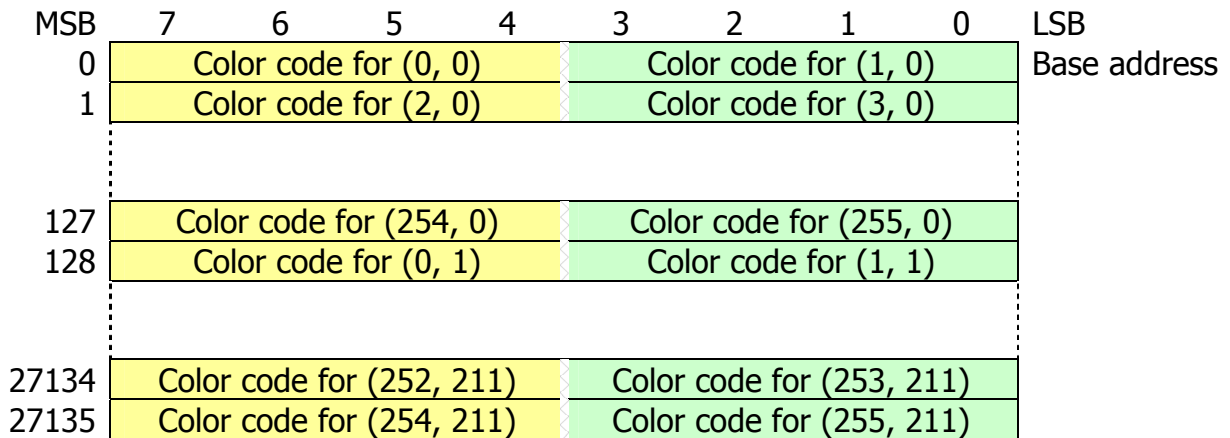 MSB 7 6 5 4 3 2 1 0 LSB
0 Color code for (0, 0) Color code for (1, 0) Base address
1 Color code for (2, 0) Color code for (3, 0)
127 Color code for (254, 0) Color code for (255, 0)
128 Color code for (0, 1) Color code for (1, 1)
27134 Color code for (252, 211) Color code for (253, 211)
27135 Color code for (254, 211) Color code for (255, 211)